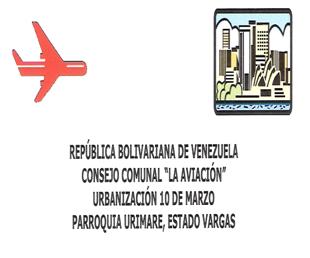 REPÚBLICA BOLIVARIANA DE VENEZUELA
CONSEJO COMUNAL "LA AVIACIÓN"
URBANIZACIÓN 10 DE MARZO
PARROQUIA URIMARE, ESTADO VARGAS